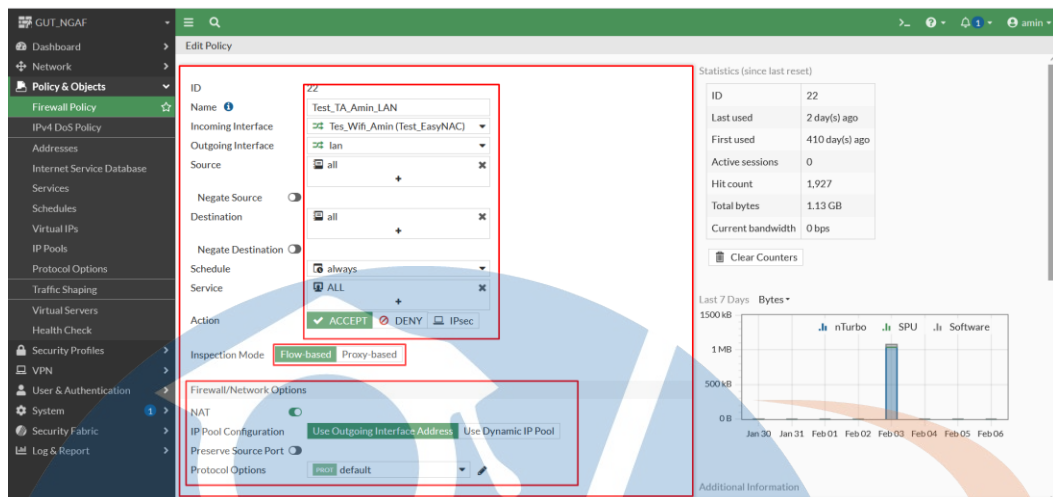 GUT_NGAF
>_ 1 amin
Dashboard
Network
Policy & Objects
Firewall Policy
IPv4 DoS Policy
Addresses
Internet Service Database
Services
Schedules
Virtual IPs
IP Pools
Protocol Options
Traffic Shaping
Virtual Servers
Health Check
Security Profiles
VPN
User & Authentication
System 1
Security Fabric
Log & Report
Edit Policy
ID 22
Name Test_TA_Amin_LAN
Incoming Interface Tes_Wifi_Amin (Test_EasyNAC)
Outgoing Interface lan
Source all
+
Negate Source
Destination all
+
Negate Destination
Schedule always
Service ALL
+
Action ACCEPT DENY IPsec
Inspection Mode Flow-based Proxy-based
Firewall/Network Options
NAT
IP Pool Configuration Use Outgoing Interface Address Use Dynamic IP Pool
Preserve Source Port
Protocol Options PROT default
Statistics (since last reset)
ID 22
Last used 2 day(s) ago
First used 410 day(s) ago
Active sessions 0
Hit count 1,927
Total bytes 1.13 GB
Current bandwidth 0 bps
Clear Counters
Last 7 Days Bytes
1500 kB
nTurbo SPU Software
1 MB
500 kB
0 B
Jan 30 Jan 31 Feb 01 Feb 02 Feb 03 Feb 04 Feb 05 Feb 06
Additional Information